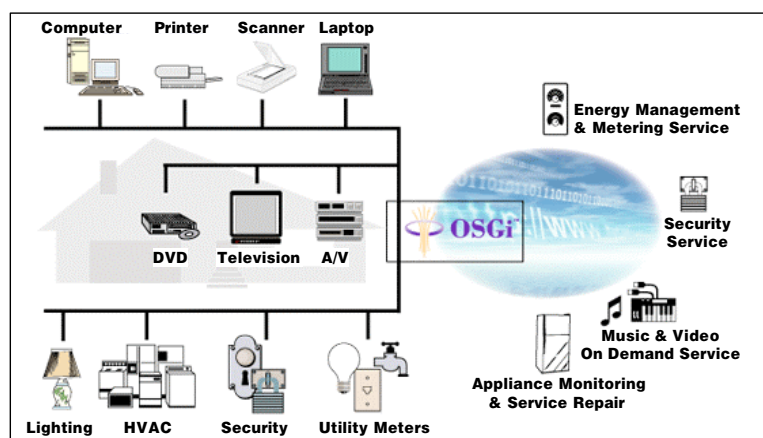 Computer
Printer
Scanner
Laptop
Energy Management
& Metering Service
OSGi
Security
Service
DVD
Television
A/V
Music & Video
On Demand Service
Appliance Monitoring
& Service Repair
Lighting
HVAC
Security
Utility Meters